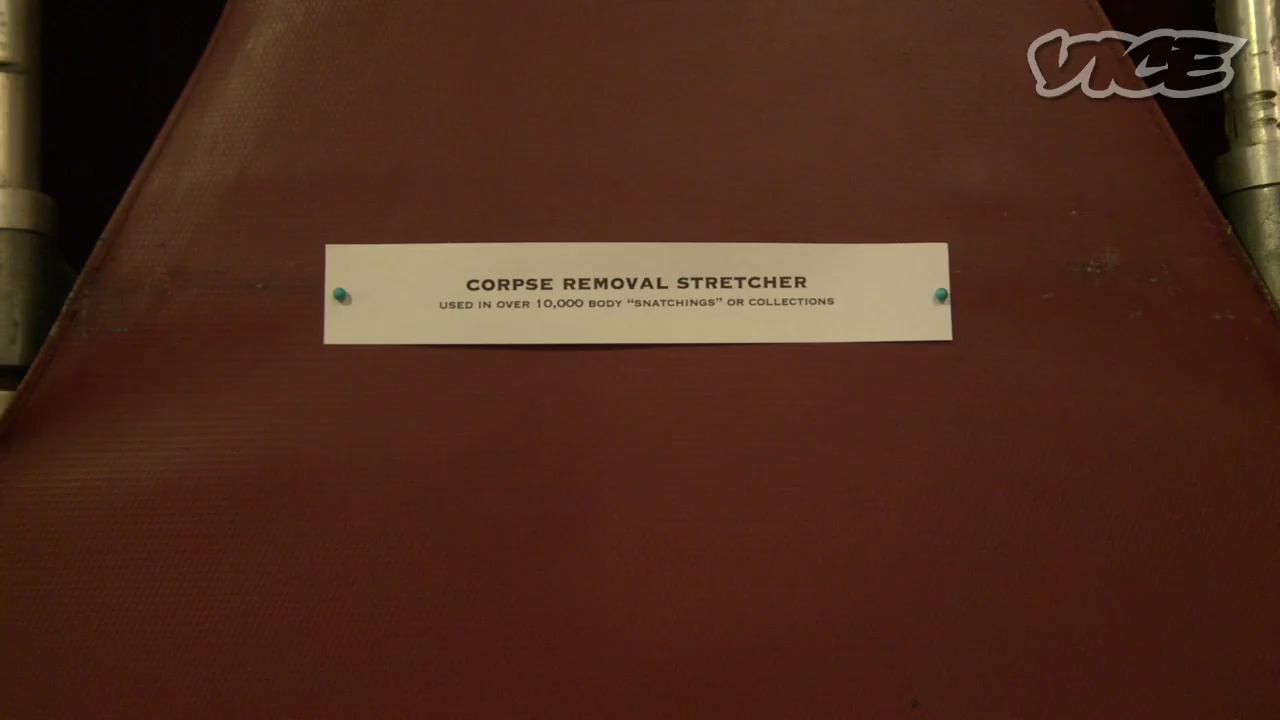 VICE
CORPSE REMOVAL STRETCHER
USED IN OVER 10,000 BODY “SNATCHINGS” OR COLLECTIONS